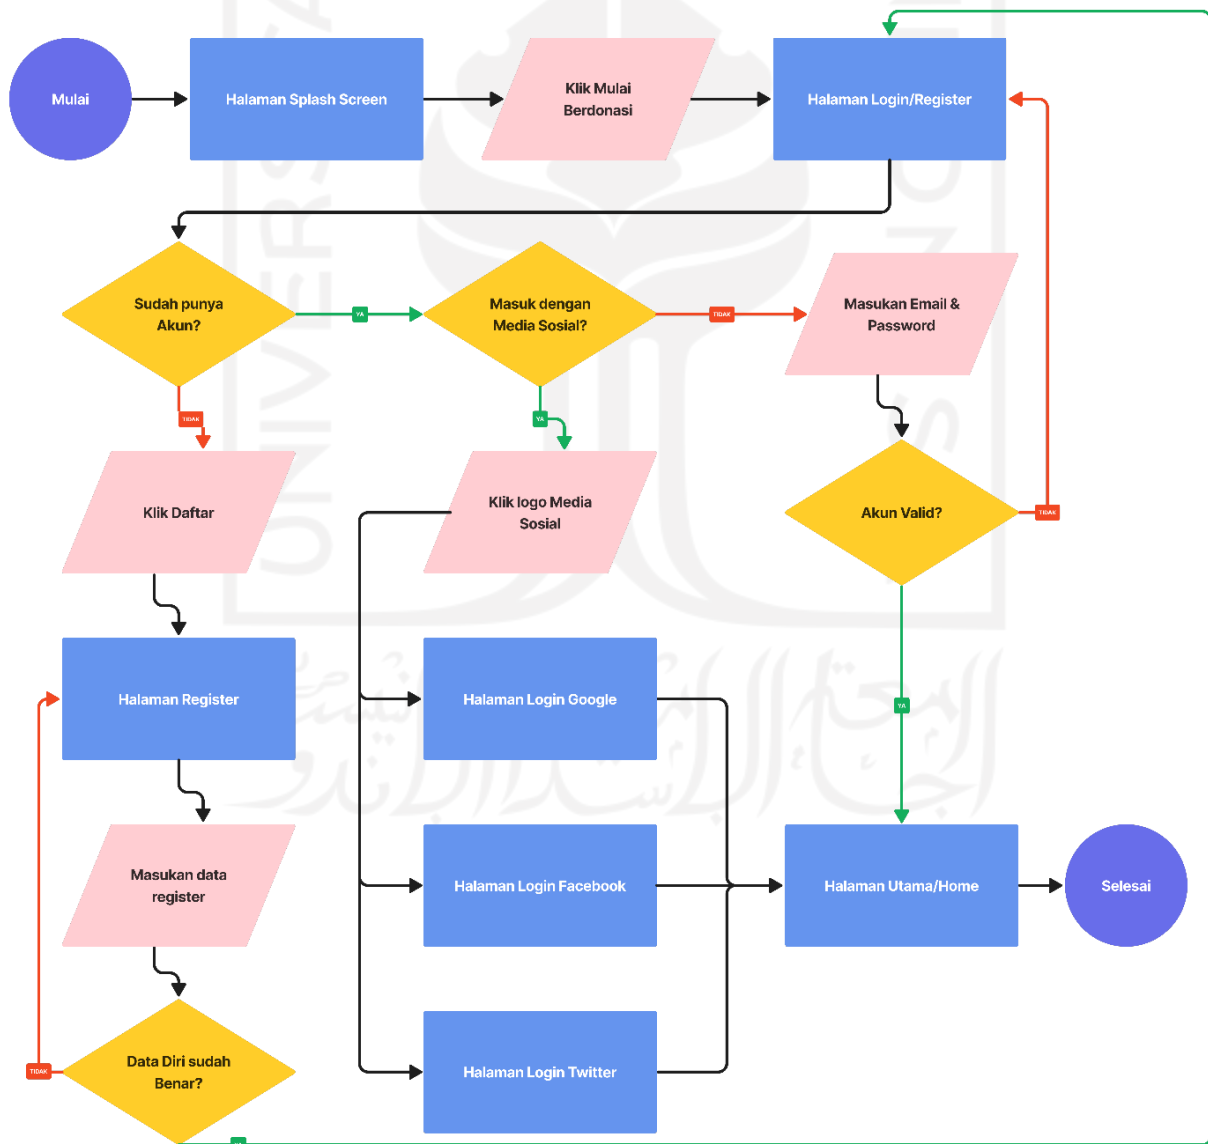 Mulai
Halaman Splash Screen
Klik Mulai
Berdonasi
Halaman Login/Register
Sudah punya
Akun?
YA
Masuk dengan
Media Sosial?
TIDAK
Masukan Email &
Password
TIDAK
YA
Klik Daftar
Klik logo Media
Sosial
Akun Valid?
TIDAK
Halaman Register
Halaman Login Google
YA
Masukan data
register
Halaman Login Facebook
Halaman Utama/Home
Selesai
Data Diri sudah
Benar?
TIDAK
Halaman Login Twitter
YA